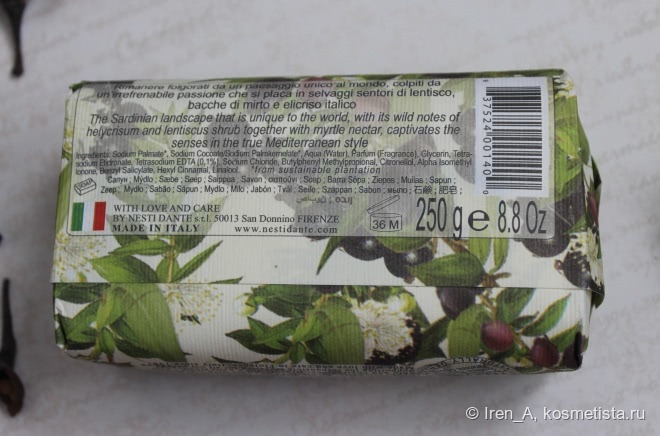 Rimanere folgorati da un paesaggio unico al mondo, colpiti da
un'irrefrenabile passione che si placa in selvaggi sentori di lentisco,
bacche di mirto e elicriso italico
The Sardinian landscape that is unique to the world, with its wild notes of
helycrisum and lentiscus shrub together with myrtle nectar, captivates the
senses in the true Mediterranean style
Ingredients: Sodium Palmate*, Sodium Cocoate/Sodium Palmkernelate*, Aqua (Water), Parfum (Fragrance), Glycerin, Tetra-
sodium Etidronate, Tetrasodium EDTA (0,1%), Sodium Chloride, Butylphenyl Methylpropional, Citronellol, Alpha Isomethyl
Ionone, Benzyl Salicylate, Hexyl Cinnamal, Linalool. *from sustainable plantation
Сапун ; Mydlo ; Sæbe ; Seep ; Saippua ; Savon ; σαπούνι ; Soup ; Barra Sépa ; Ziepes ; Muilas ; Sapun ;
Zeep ; Mydło ; Sabão ; Săpun ; Mydlo ; Milo ; Jabón ; Tvål ; Seife ; Szappan ; Sabun ; мыло ; 石鹸 ; 肥皂 ;
WITH LOVE AND CARE
BY NESTI DANTE s.r.l. 50013 San Donnino FIRENZE
MADE IN ITALY www.nestidante.com
36 M
250 g e 8.8 Oz
837524 001400
© Iren_A, kosmetista.ru